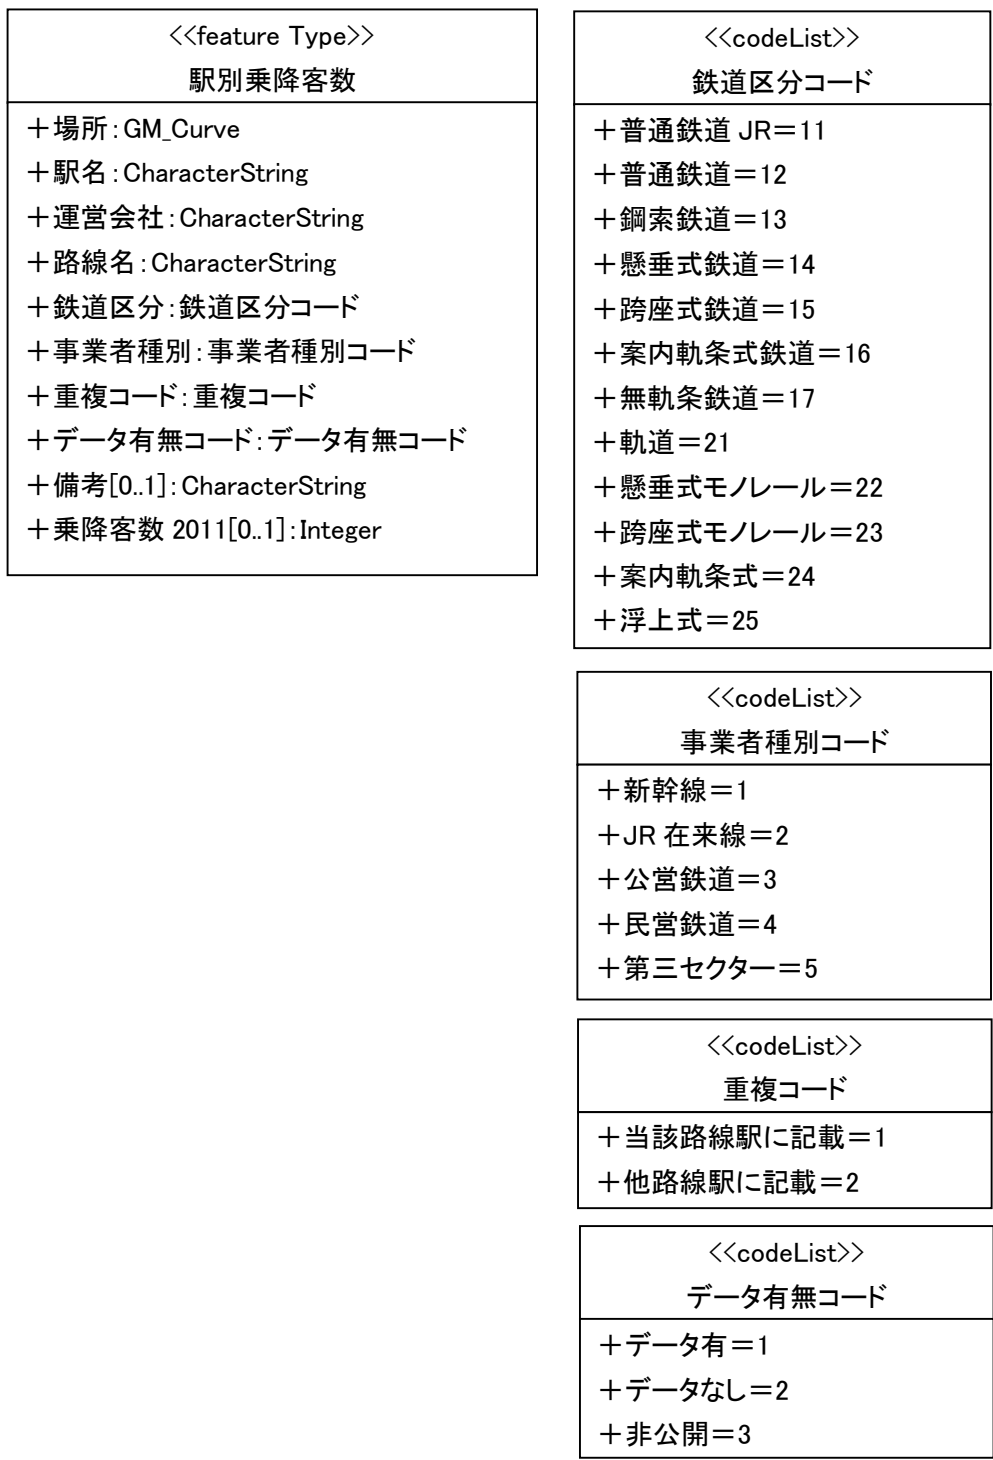 <<feature Type>>
駅別乗降客数
＋場所：GM_Curve
＋駅名：CharacterString
＋運営会社：CharacterString
＋路線名：CharacterString
＋鉄道区分：鉄道区分コード
＋事業者種別：事業者種別コード
＋重複コード：重複コード
＋データ有無コード：データ有無コード
＋備考[0..1]：CharacterString
＋乗降客数 2011[0..1]：Integer
<<codeList>>
鉄道区分コード
＋普通鉄道 JR＝11
＋普通鉄道＝12
＋鋼索鉄道＝13
＋懸垂式鉄道＝14
＋跨座式鉄道＝15
＋案内軌条式鉄道＝16
＋無軌条鉄道＝17
＋軌道＝21
＋懸垂式モノレール＝22
＋跨座式モノレール＝23
＋案内軌条式＝24
＋浮上式＝25
<<codeList>>
事業者種別コード
＋新幹線＝1
＋JR 在来線＝2
＋公営鉄道＝3
＋民営鉄道＝4
＋第三セクター＝5
<<codeList>>
重複コード
＋当該路線駅に記載＝1
＋他路線駅に記載＝2
<<codeList>>
データ有無コード
＋データ有＝1
＋データなし＝2
＋非公開＝3